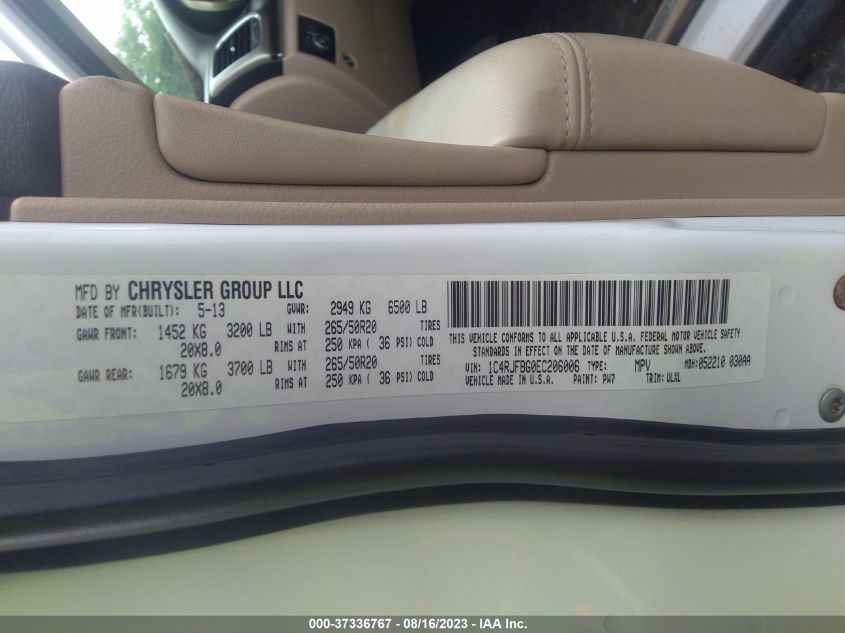 MFD BY CHRYSLER GROUP LLC
DATE OF MFR(BUILT): 5-13 GVWR: 2949 KG 6500 LB
GAWR FRONT: 1452 KG 3200 LB WITH 265/50R20 TIRES
20X8.0 RIMS AT 250 KPA ( 36 PSI) COLD
GAWR REAR: 1679 KG 3700 LB WITH 265/50R20 TIRES
20X8.0 RIMS AT 250 KPA ( 36 PSI) COLD
THIS VEHICLE CONFORMS TO ALL APPLICABLE U.S.A. FEDERAL MOTOR VEHICLE SAFETY
STANDARDS IN EFFECT ON THE DATE OF MANUFACTURE SHOWN ABOVE.
VIN: 1C4RJFBG0EC206006 TYPE: MPV MDH: 052210 030AA
VEHICLE MADE IN U.S.A. PAINT: PW7 TRIM: ULXL
000-37336767 - 08/16/2023 - IAA Inc.